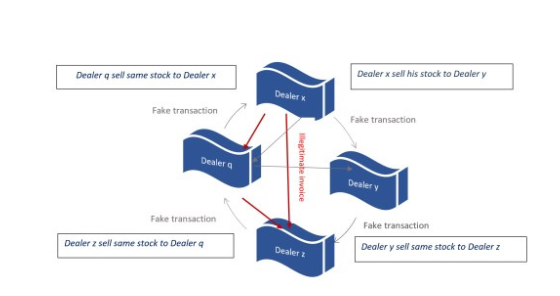 Dealer q sell same stock to Dealer x
Dealer x sell his stock to Dealer y
Dealer x
Fake transaction
Fake transaction
Illegitimate invoice
Dealer q
Dealer y
Fake transaction
Fake transaction
Dealer z sell same stock to Dealer q
Dealer z
Dealer y sell same stock to Dealer z